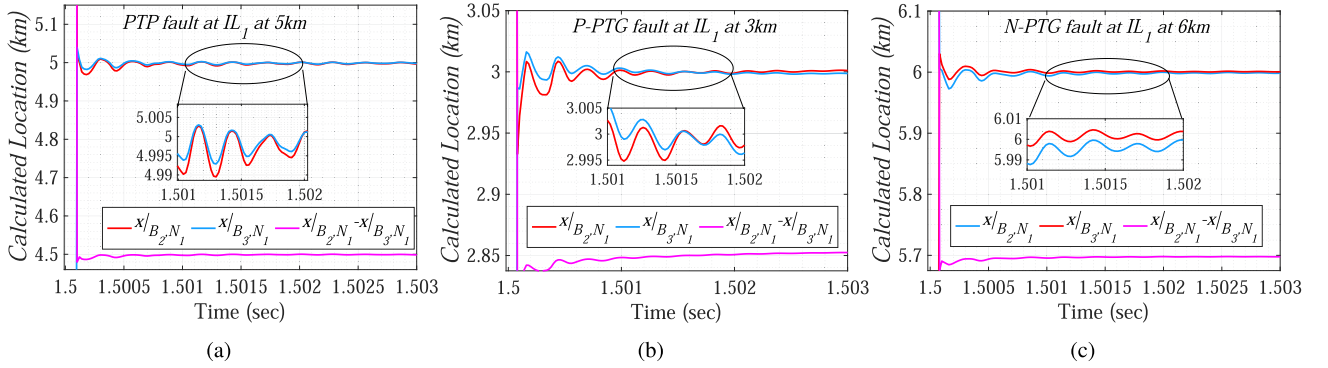 PTP fault at IL1 at 5km
Calculated Location (km)
5.1
5
4.9
4.8
4.7
4.6
4.5
5.005
5
4.995
4.99
1.501
1.5015
1.502
x/B2,N1
x/B3,N1
x/B2,N1-x/B3,N1
1.5
1.5005
1.501
1.5015
1.502
1.5025
1.503
Time (sec)
(a)
P-PTG fault at IL1 at 3km
Calculated Location (km)
3.05
3
2.95
2.9
2.85
3.005
3
2.995
1.501
1.5015
1.502
x/B2,N1
x/B3,N1
x/B2,N1-x/B3,N1
1.5
1.501
1.502
1.503
Time (sec)
(b)
N-PTG fault at IL1 at 6km
Calculated Location (km)
6.1
6
5.9
5.8
5.7
6.01
6
5.99
1.501
1.5015
1.502
x/B2,N1
x/B3,N1
x/B2,N1-x/B3,N1
1.5
1.5005
1.501
1.5015
1.502
1.5025
1.503
Time (sec)
(c)